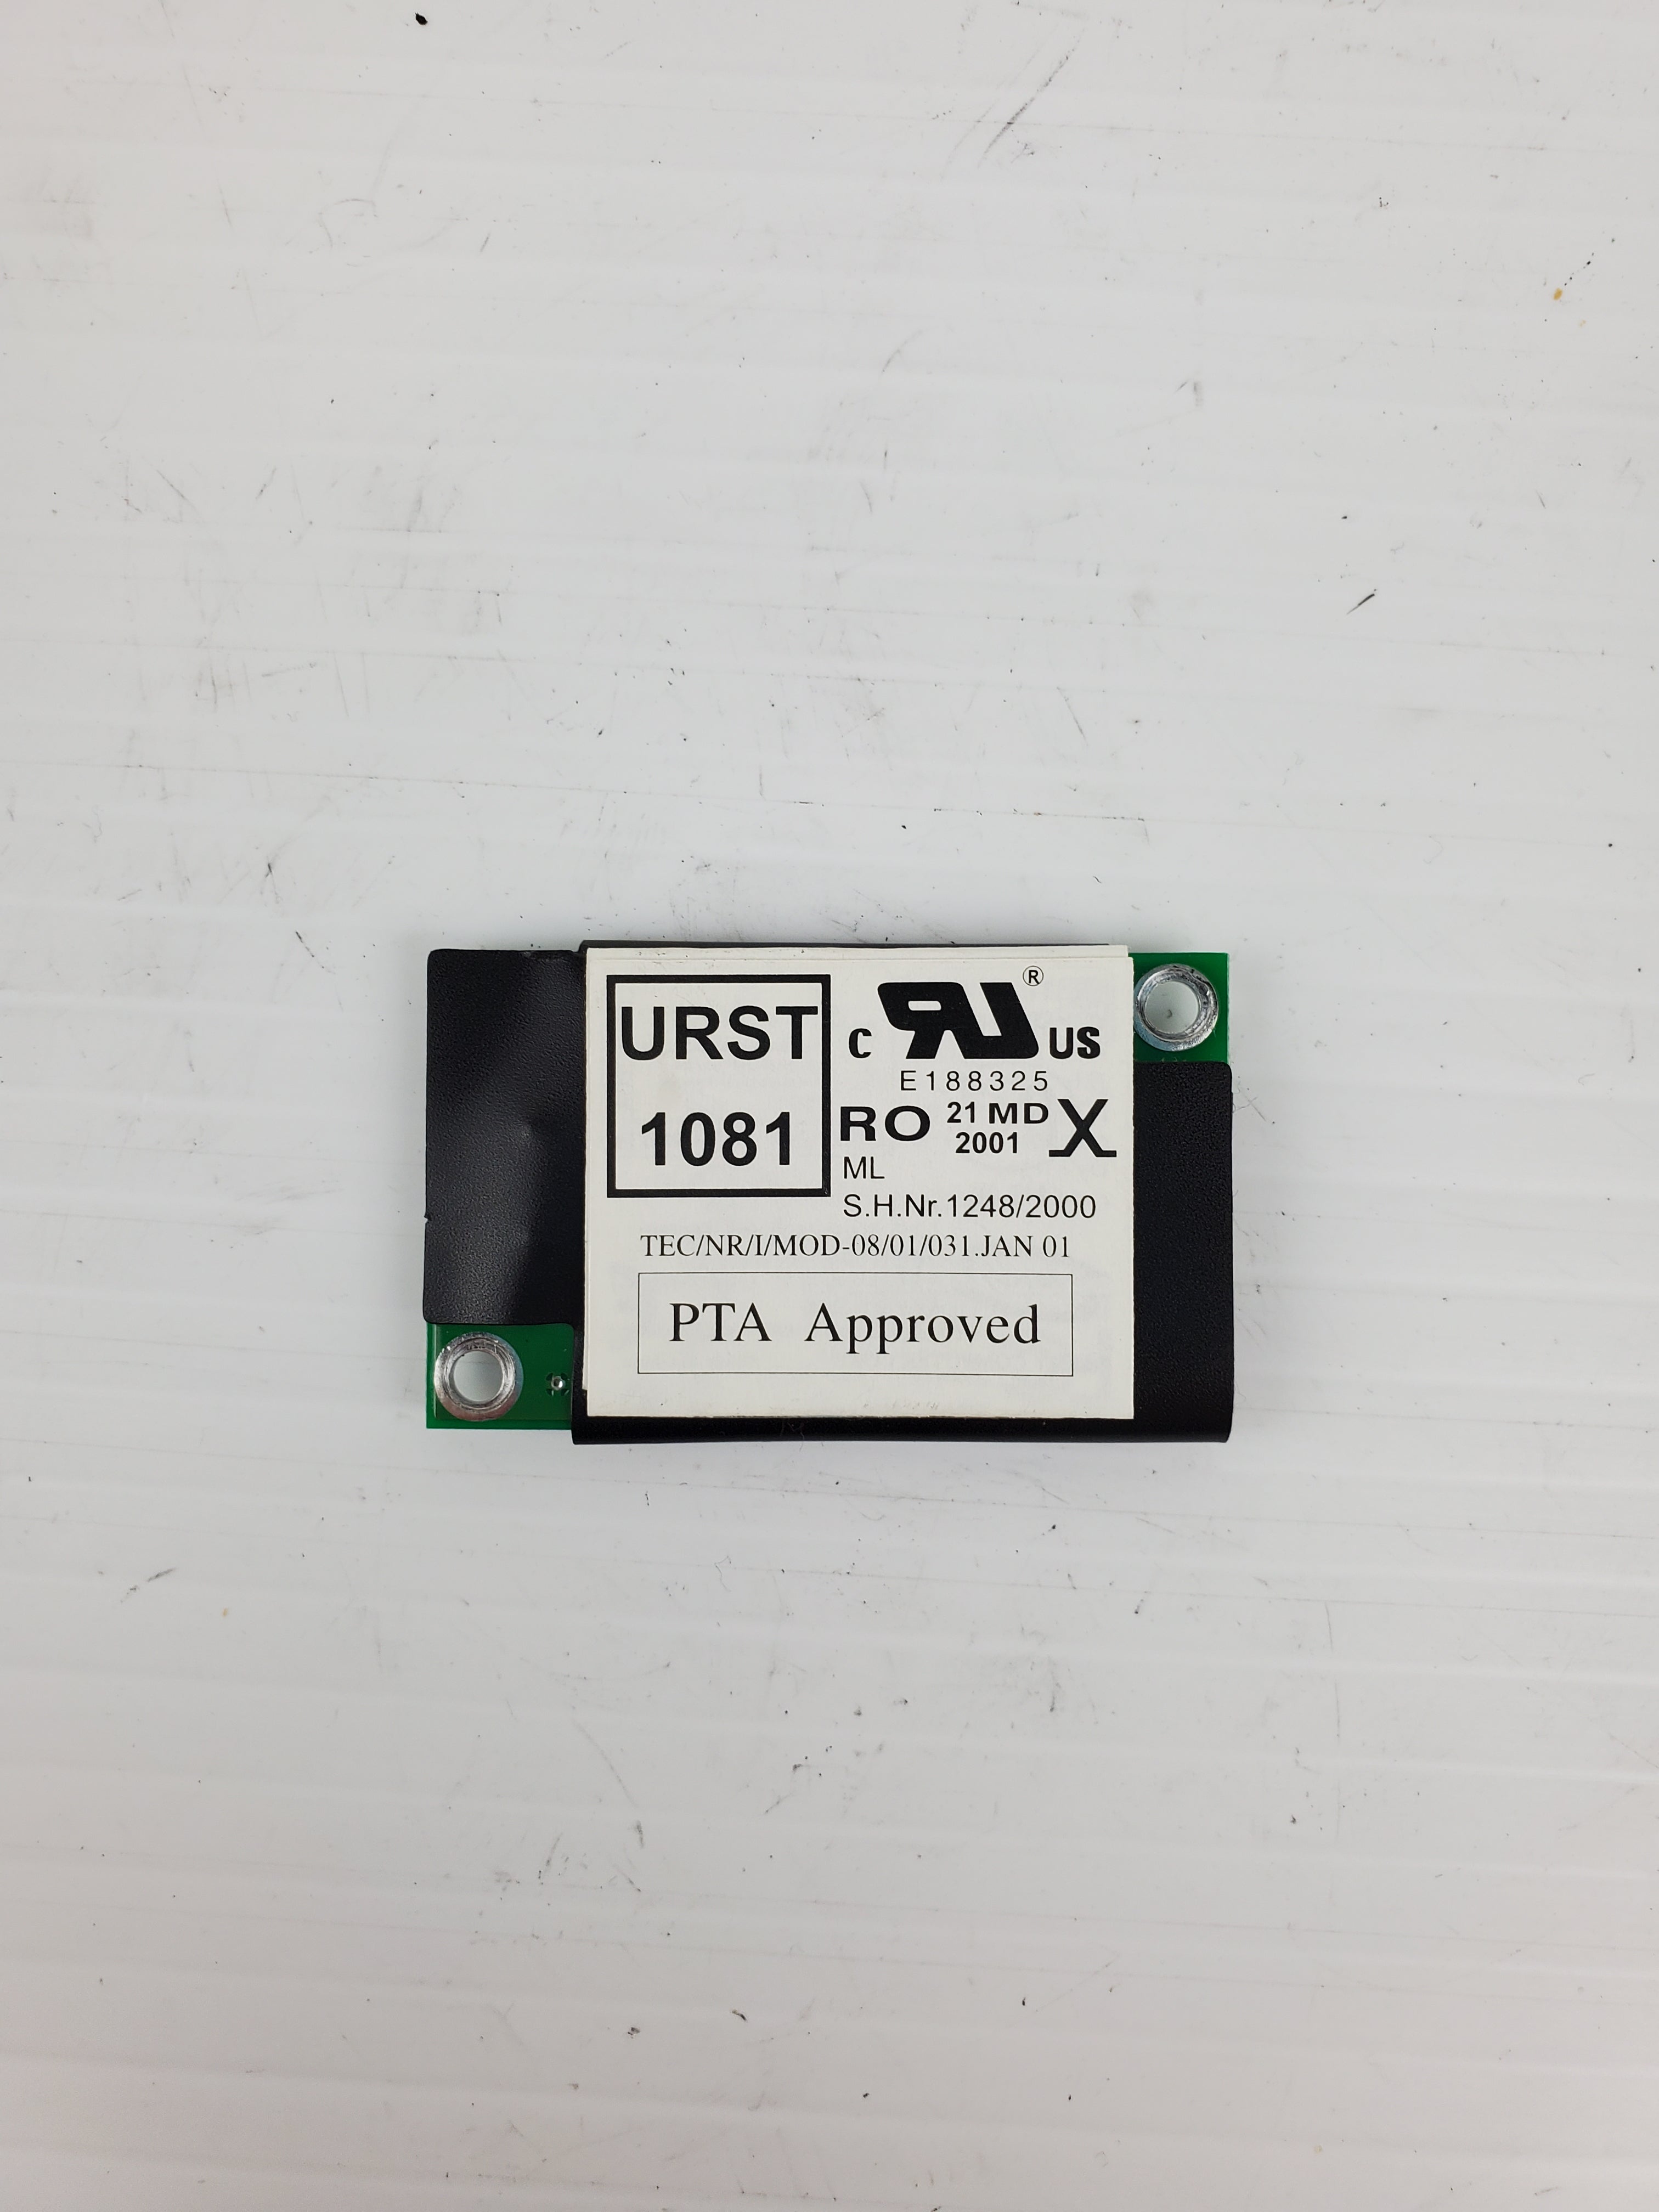 URST
1081
c RU ® US
E188325
RO 21 MD 2001 X
ML
S.H.Nr.1248/2000
TEC/NR/I/MOD-08/01/031.JAN 01
PTA Approved